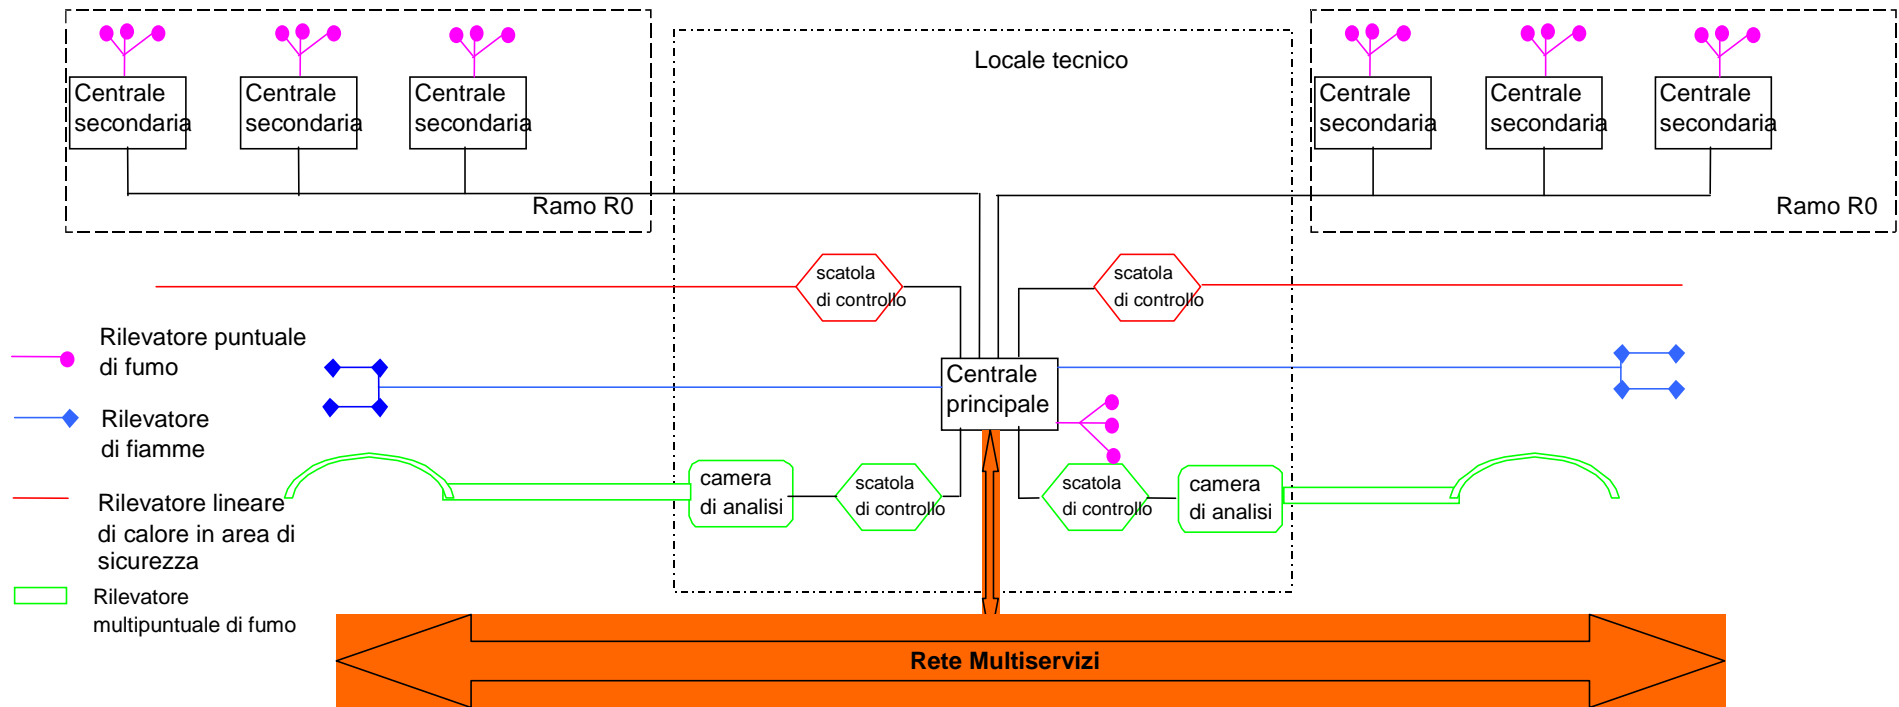 Centrale
secondaria
Centrale
secondaria
Centrale
secondaria
Ramo R0
Locale tecnico
Centrale
secondaria
Centrale
secondaria
Centrale
secondaria
Ramo R0
scatola
di controllo
scatola
di controllo
Rilevatore puntuale
di fumo
Rilevatore
di fiamme
Rilevatore lineare
di calore in area di
sicurezza
Rilevatore
multipuntuale di fumo
Centrale
principale
camera
di analisi
scatola
di controllo
scatola
di controllo
camera
di analisi
Rete Multiservizi